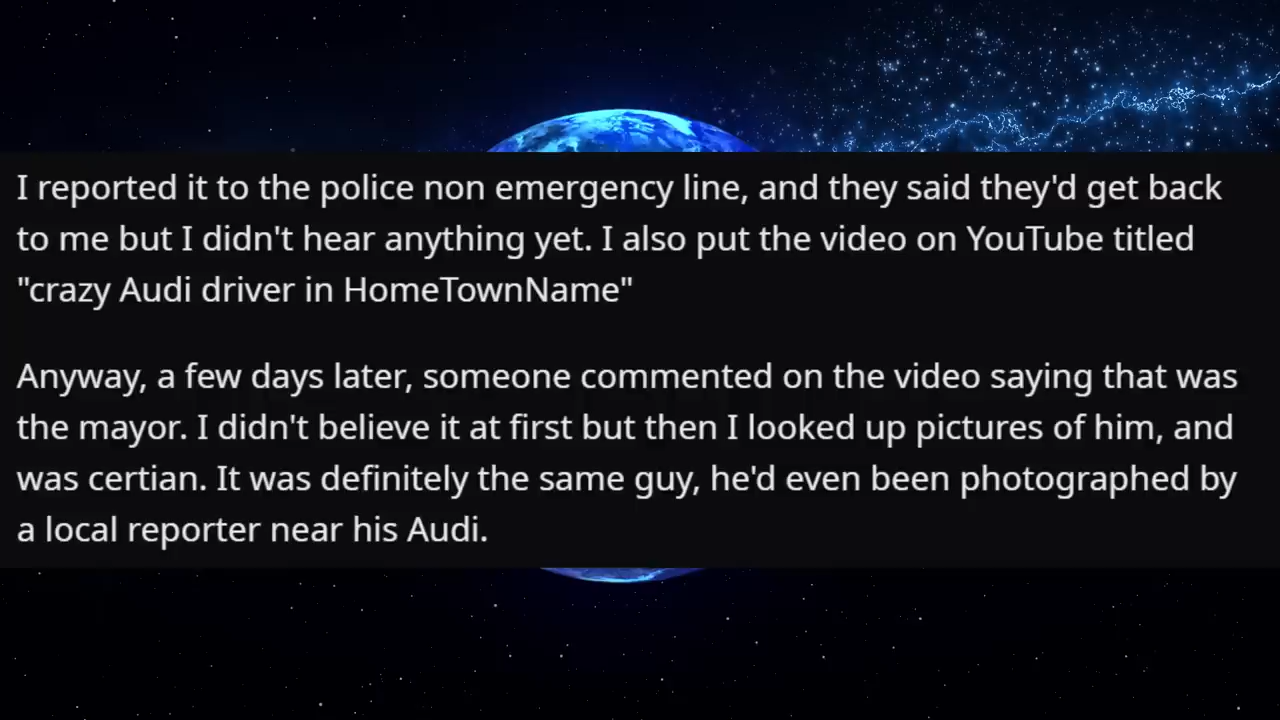 I reported it to the police non emergency line, and they said they'd get back
to me but I didn't hear anything yet. I also put the video on YouTube titled
"crazy Audi driver in HomeTownName"
Anyway, a few days later, someone commented on the video saying that was
the mayor. I didn't believe it at first but then I looked up pictures of him, and
was certian. It was definitely the same guy, he'd even been photographed by
a local reporter near his Audi.